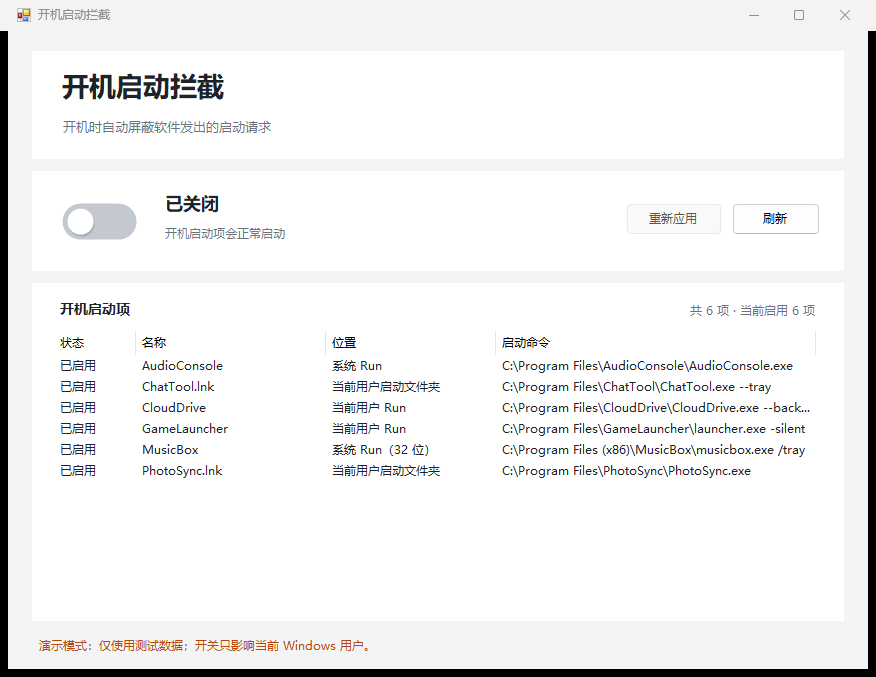 开机启动拦截
开机启动拦截
开机时自动屏蔽软件发出的启动请求
已关闭
开机启动项会正常启动
重新应用 刷新
开机启动项 共 6 项 · 当前启用 6 项
状态 名称 位置 启动命令
已启用 AudioConsole 系统 Run C:\Program Files\AudioConsole\AudioConsole.exe
已启用 ChatTool.lnk 当前用户启动文件夹 C:\Program Files\ChatTool\ChatTool.exe --tray
已启用 CloudDrive 当前用户 Run C:\Program Files\CloudDrive\CloudDrive.exe --back...
已启用 GameLauncher 当前用户 Run C:\Program Files\GameLauncher\launcher.exe -silent
已启用 MusicBox 系统 Run（32 位） C:\Program Files (x86)\MusicBox\musicbox.exe /tray
已启用 PhotoSync.lnk 当前用户启动文件夹 C:\Program Files\PhotoSync\PhotoSync.exe
演示模式：仅使用测试数据；开关只影响当前 Windows 用户。